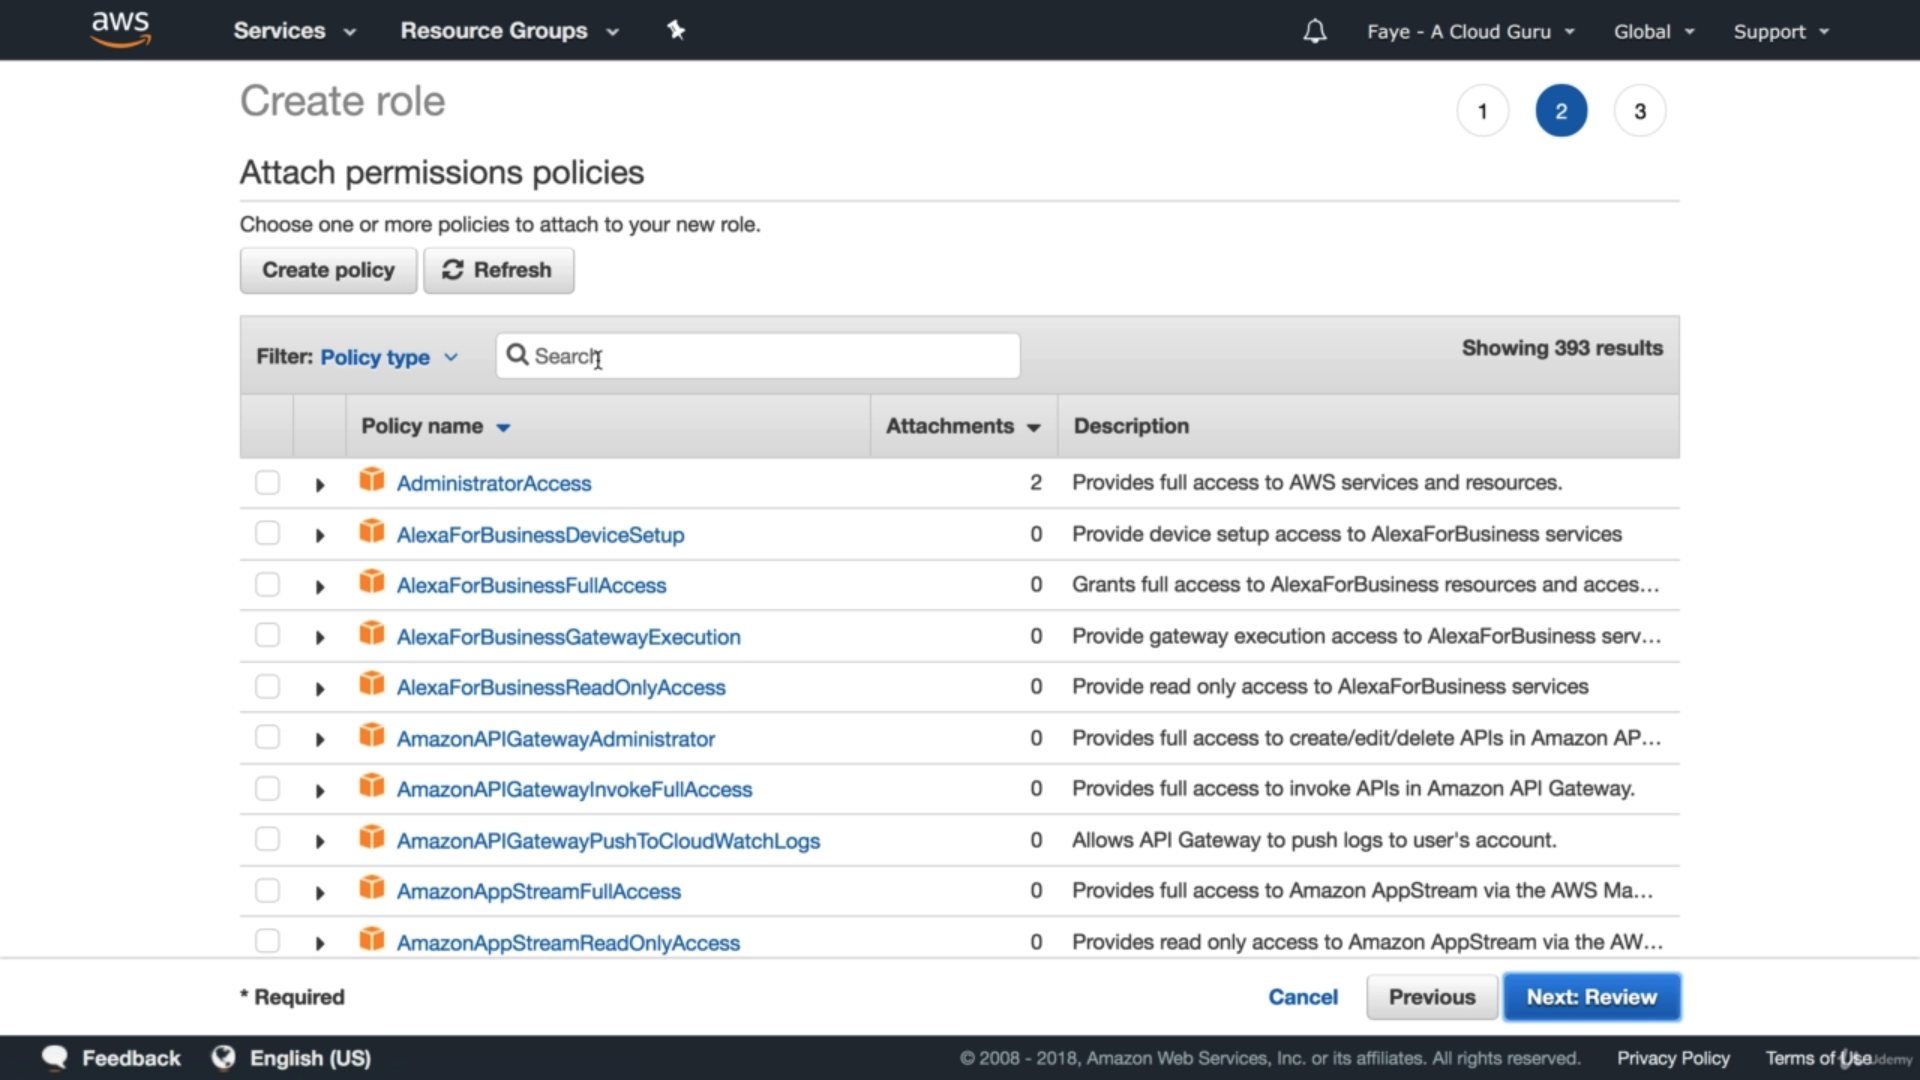 aws Services Resource Groups Faye - A Cloud Guru Global Support
Create role 1 2 3
Attach permissions policies
Choose one or more policies to attach to your new role.
Create policy Refresh
Filter: Policy type Search Showing 393 results
Policy name Attachments Description
AdministratorAccess 2 Provides full access to AWS services and resources.
AlexaForBusinessDeviceSetup 0 Provide device setup access to AlexaForBusiness services
AlexaForBusinessFullAccess 0 Grants full access to AlexaForBusiness resources and acces...
AlexaForBusinessGatewayExecution 0 Provide gateway execution access to AlexaForBusiness serv...
AlexaForBusinessReadOnlyAccess 0 Provide read only access to AlexaForBusiness services
AmazonAPIGatewayAdministrator 0 Provides full access to create/edit/delete APIs in Amazon AP...
AmazonAPIGatewayInvokeFullAccess 0 Provides full access to invoke APIs in Amazon API Gateway.
AmazonAPIGatewayPushToCloudWatchLogs 0 Allows API Gateway to push logs to user's account.
AmazonAppStreamFullAccess 0 Provides full access to Amazon AppStream via the AWS Ma...
AmazonAppStreamReadOnlyAccess 0 Provides read only access to Amazon AppStream via the AW...
* Required Cancel Previous Next: Review
Feedback English (US) © 2008 - 2018, Amazon Web Services, Inc. or its affiliates. All rights reserved. Privacy Policy Terms of Use